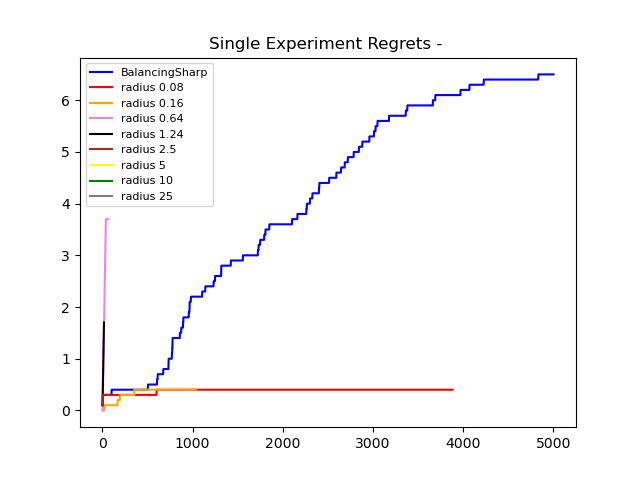 Single Experiment Regrets -
BalancingSharp
radius 0.08
radius 0.16
radius 0.64
radius 1.24
radius 2.5
radius 5
radius 10
radius 25
6
5
4
3
2
1
0
0 1000 2000 3000 4000 5000